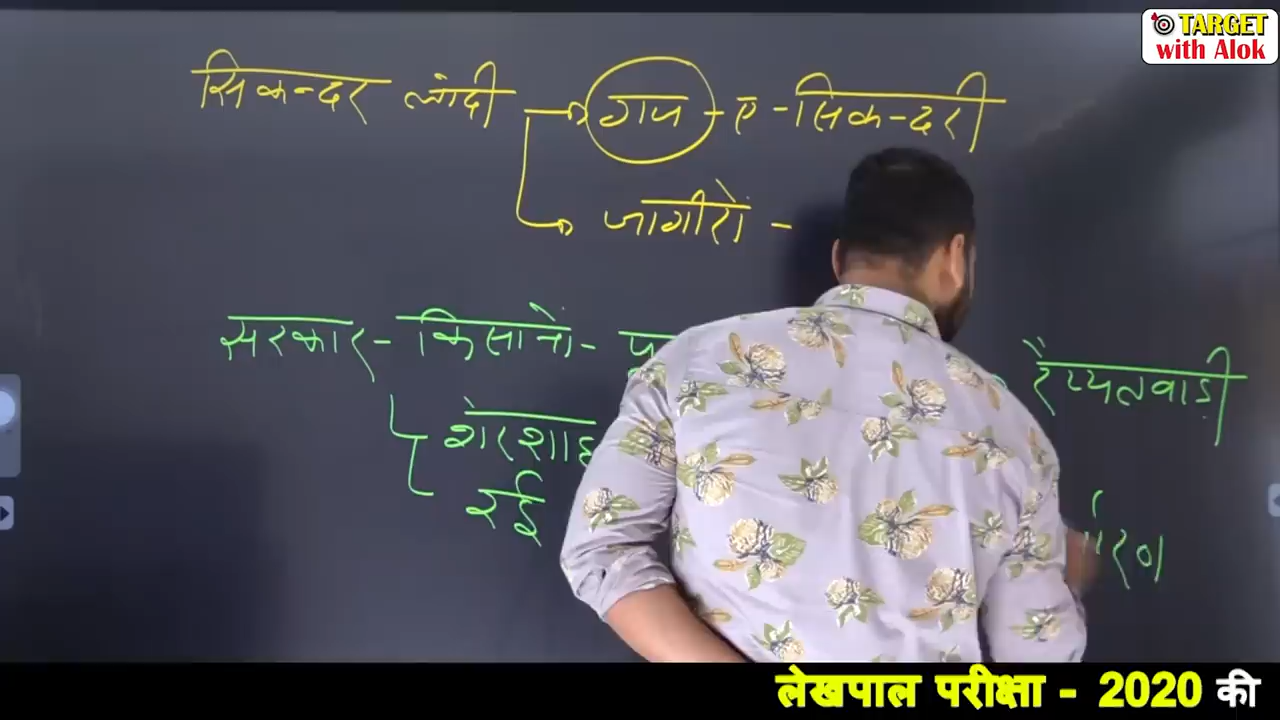 TARGET
with Alok
सिकन्दर लोदी → गज - ए - सिकन्दरी
→ जागीरों -
सरकार - किसानों -
रैय्यतवाड़ी
शेरशाह
रई
लेखपाल परीक्षा - 2020 की